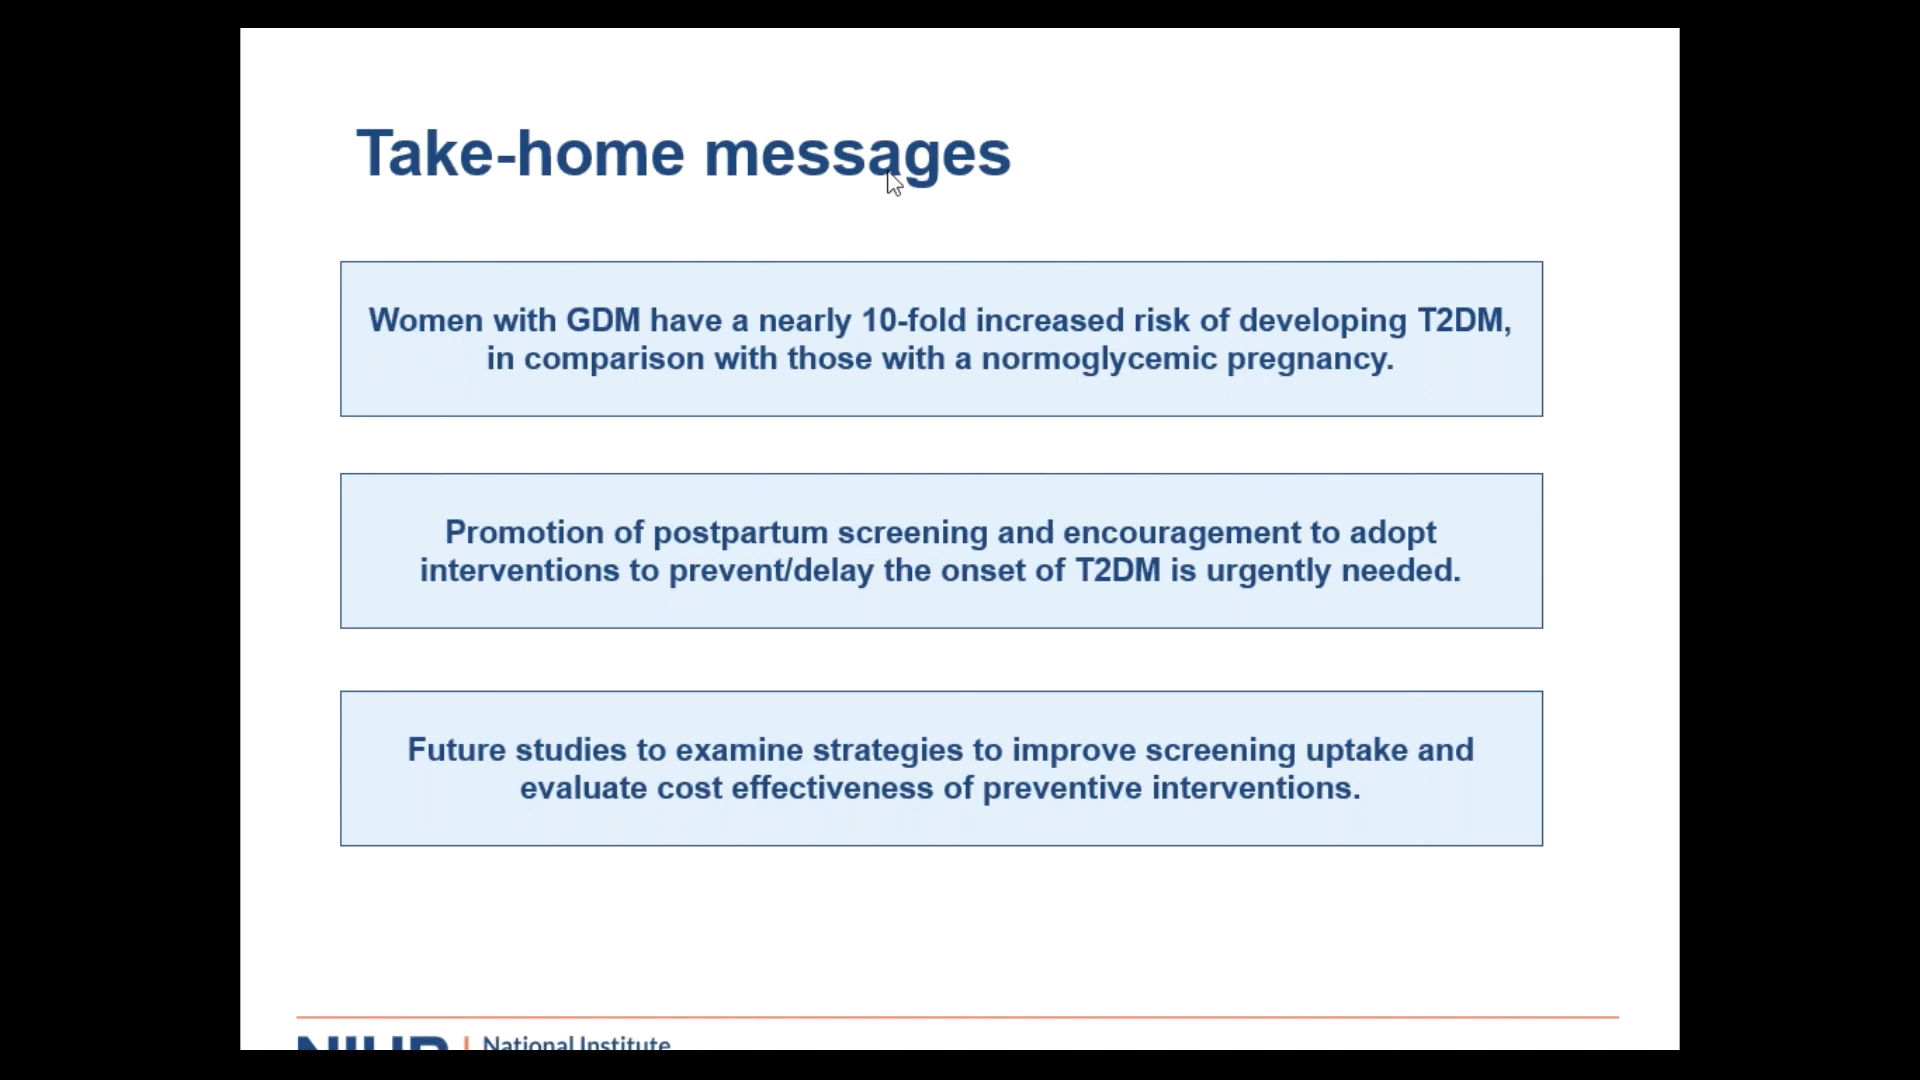 Take-home messages
Women with GDM have a nearly 10-fold increased risk of developing T2DM,
in comparison with those with a normoglycemic pregnancy.
Promotion of postpartum screening and encouragement to adopt
interventions to prevent/delay the onset of T2DM is urgently needed.
Future studies to examine strategies to improve screening uptake and
evaluate cost effectiveness of preventive interventions.
NIHR | National Institute